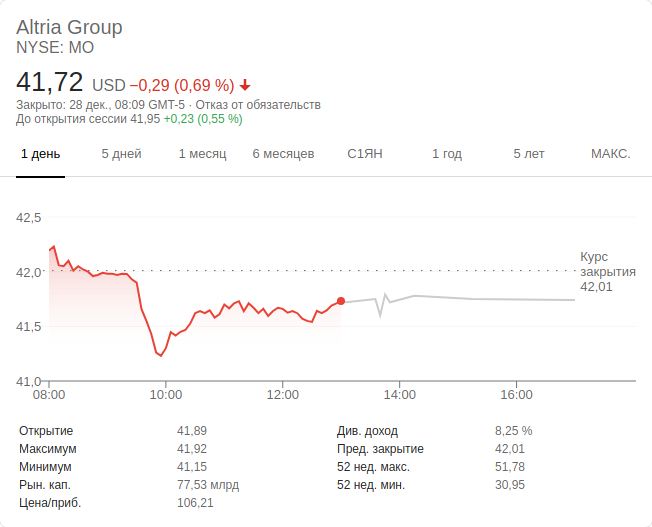 Altria Group
NYSE: MO
41,72 USD −0,29 (0,69 %)
Закрыто: 28 дек., 08:09 GMT-5 · Отказ от обязательств
До открытия сессии 41,95 +0,23 (0,55 %)
1 день 5 дней 1 месяц 6 месяцев С1ЯН 1 год 5 лет МАКС.
42,5
Курс
закрытия
42,01
42,0
41,5
41,0
08:00 10:00 12:00 14:00 16:00
Открытие 41,89 Див. доход 8,25 %
Максимум 41,92 Пред. закрытие 42,01
Минимум 41,15 52 нед. макс. 51,78
Рын. кап. 77,53 млрд 52 нед. мин. 30,95
Цена/приб. 106,21